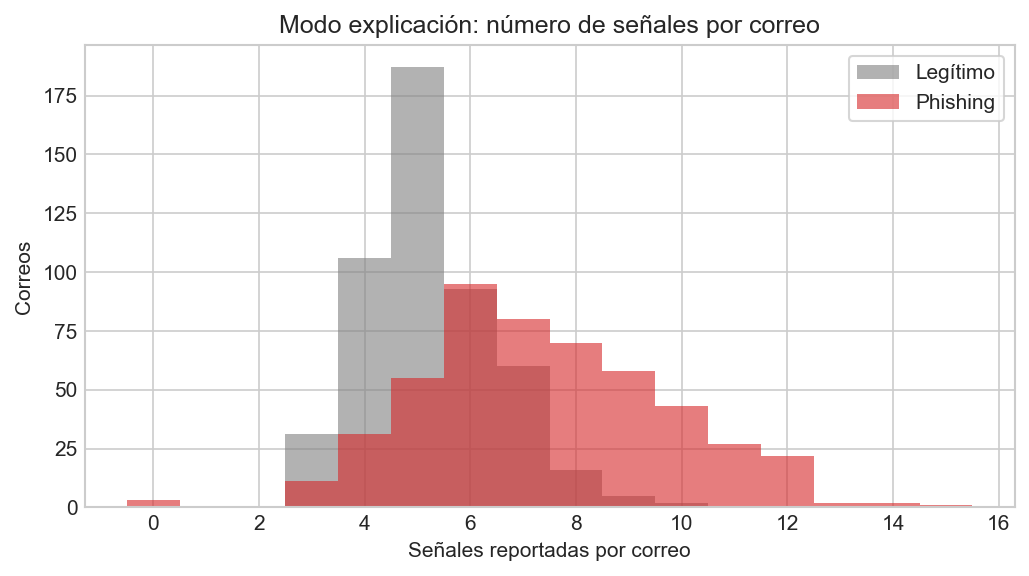 Modo explicación: número de señales por correo
Legítimo
Phishing
Correos
175
150
125
100
75
50
25
0
0 2 4 6 8 10 12 14 16
Señales reportadas por correo